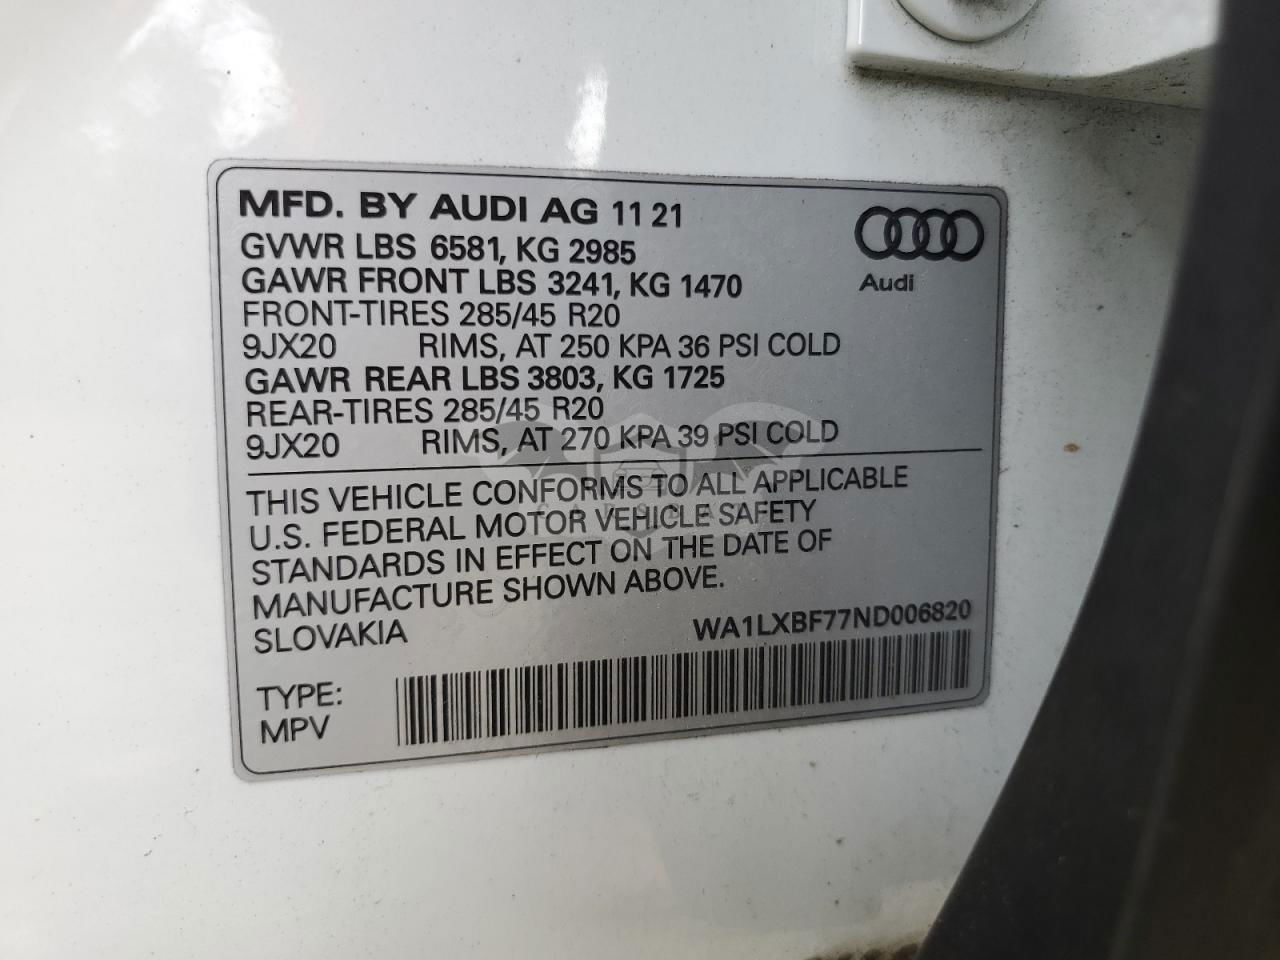 MFD. BY AUDI AG 11 21
GVWR LBS 6581, KG 2985
GAWR FRONT LBS 3241, KG 1470
Audi
FRONT-TIRES 285/45 R20
9JX20 RIMS, AT 250 KPA 36 PSI COLD
GAWR REAR LBS 3803, KG 1725
REAR-TIRES 285/45 R20
9JX20 RIMS, AT 270 KPA 39 PSI COLD
THIS VEHICLE CONFORMS TO ALL APPLICABLE
U.S. FEDERAL MOTOR VEHICLE SAFETY
STANDARDS IN EFFECT ON THE DATE OF
MANUFACTURE SHOWN ABOVE.
SLOVAKIA WA1LXBF77ND006820
TYPE:
MPV